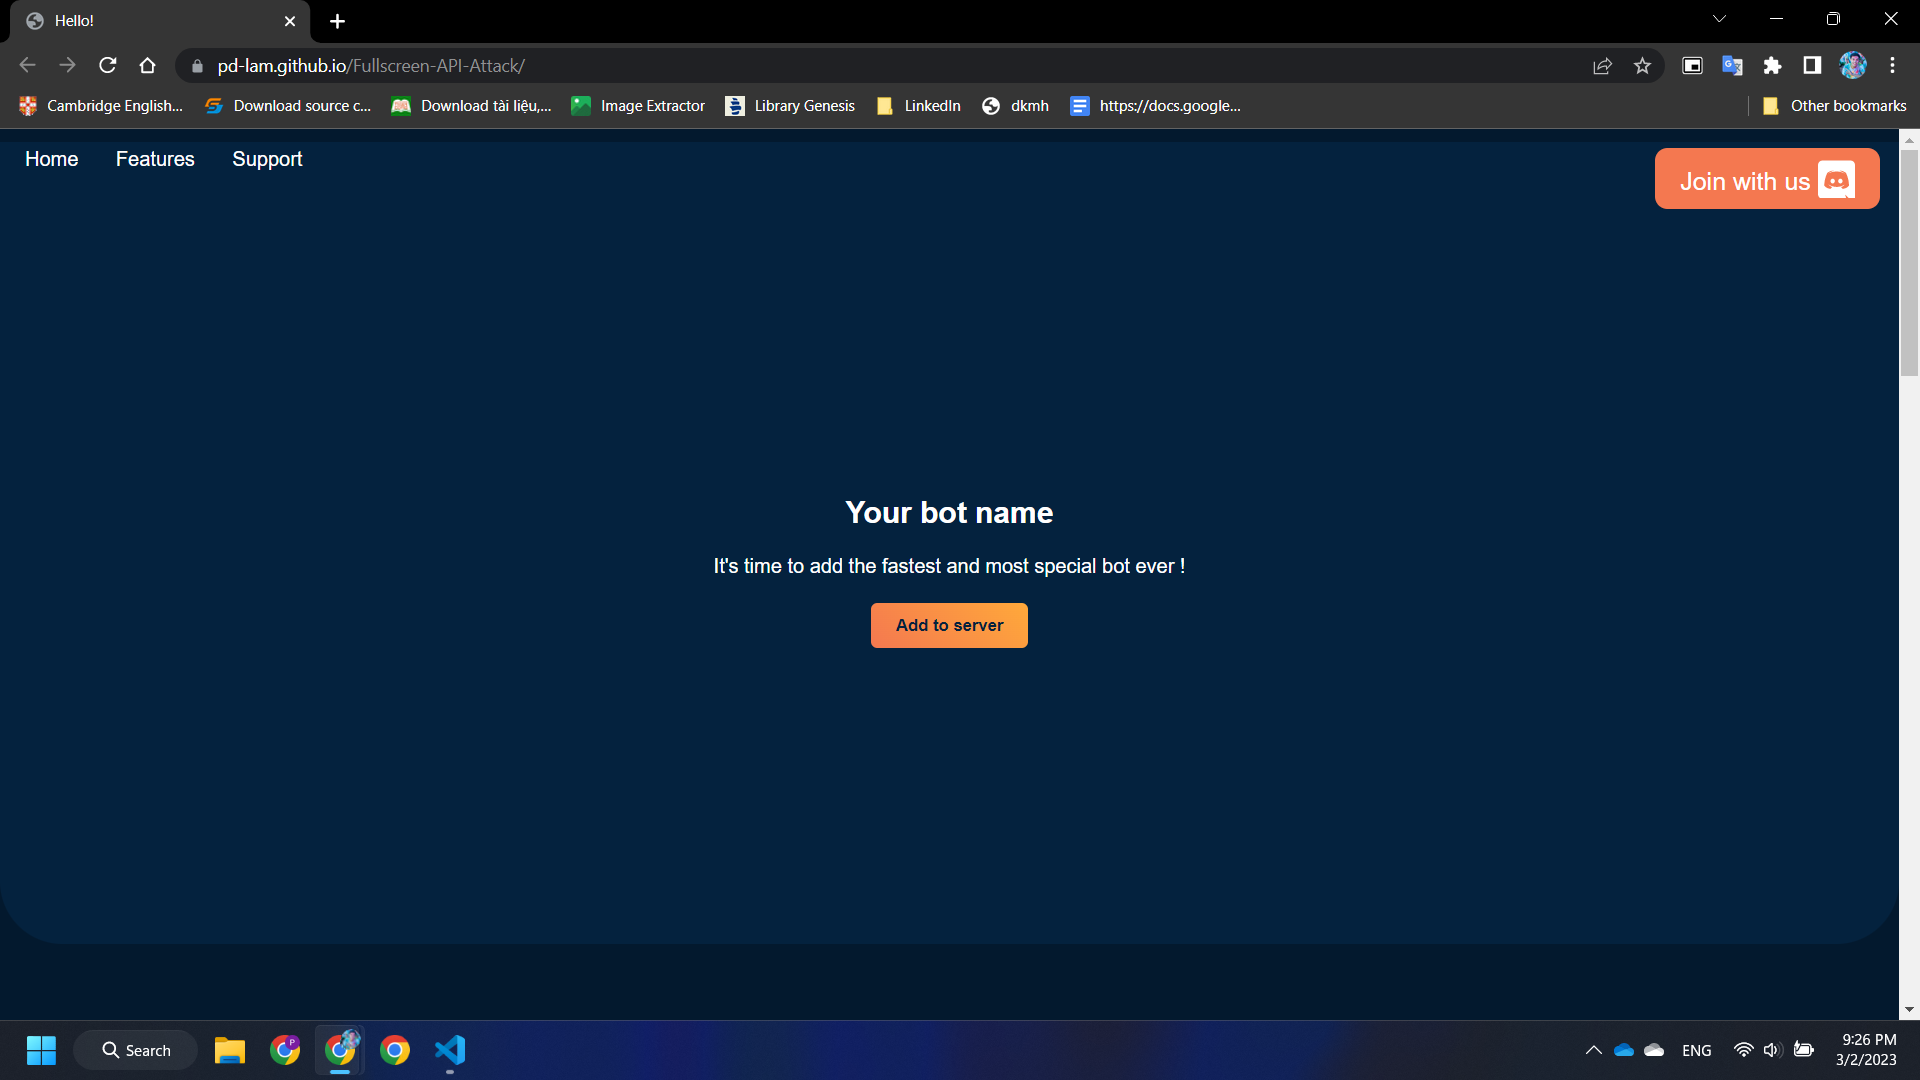 Hello!
pd-lam.github.io/Fullscreen-API-Attack/
Cambridge English... Download source c... Download tài liệu,... Image Extractor Library Genesis LinkedIn dkmh https://docs.google... Other bookmarks
Home Features Support
Join with us
Your bot name
It's time to add the fastest and most special bot ever !
Add to server
Search
P
ENG
9:26 PM
3/2/2023